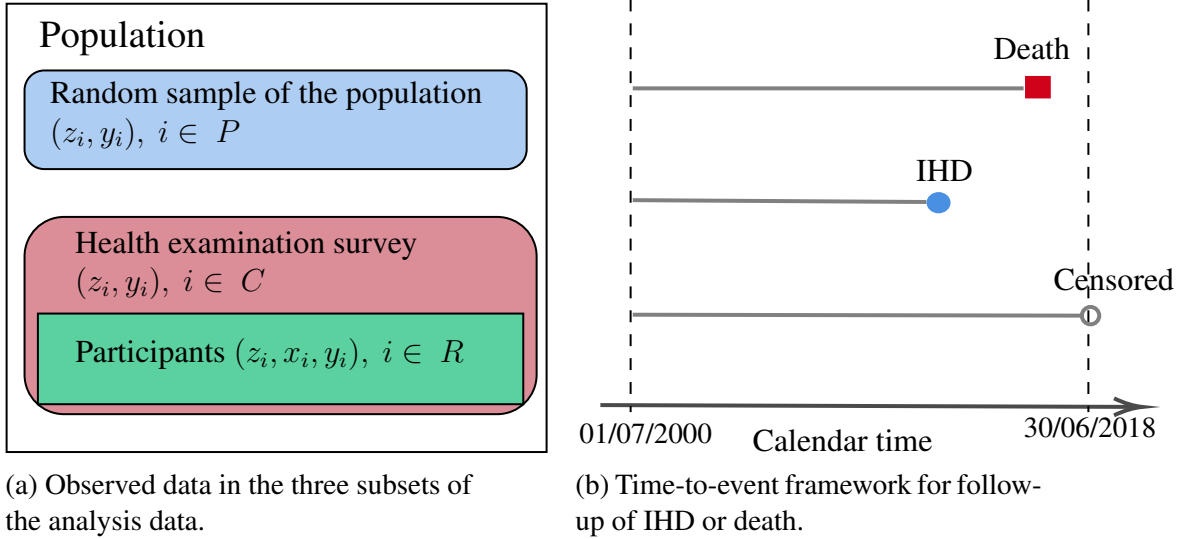 Population
Random sample of the population
(z_i, y_i), i ∈ P
Health examination survey
(z_i, y_i), i ∈ C
Participants (z_i, x_i, y_i), i ∈ R
(a) Observed data in the three subsets of
the analysis data.
Death
IHD
Censored
01/07/2000
Calendar time
30/06/2018
(b) Time-to-event framework for follow-
up of IHD or death.